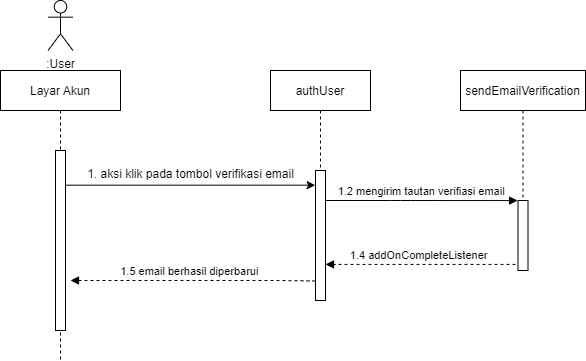 :User
Layar Akun
authUser
sendEmailVerification
1. aksi klik pada tombol verifikasi email
1.2 mengirim tautan verifiasi email
1.4 addOnCompleteListener
1.5 email berhasil diperbarui